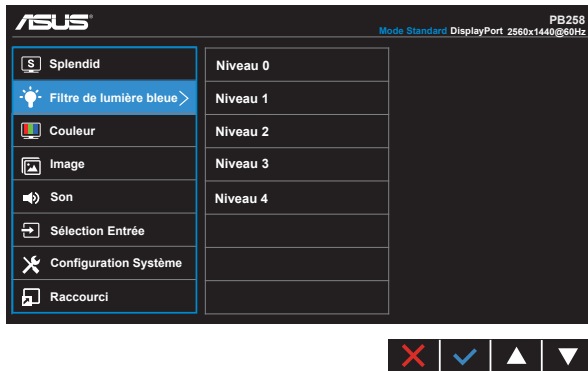 ASUS
PB258
Mode Standard DisplayPort 2560x1440@60Hz
S Splendid
Filtre de lumière bleue
Couleur
Image
Son
Sélection Entrée
Configuration Système
Raccourci
Niveau 0
Niveau 1
Niveau 2
Niveau 3
Niveau 4